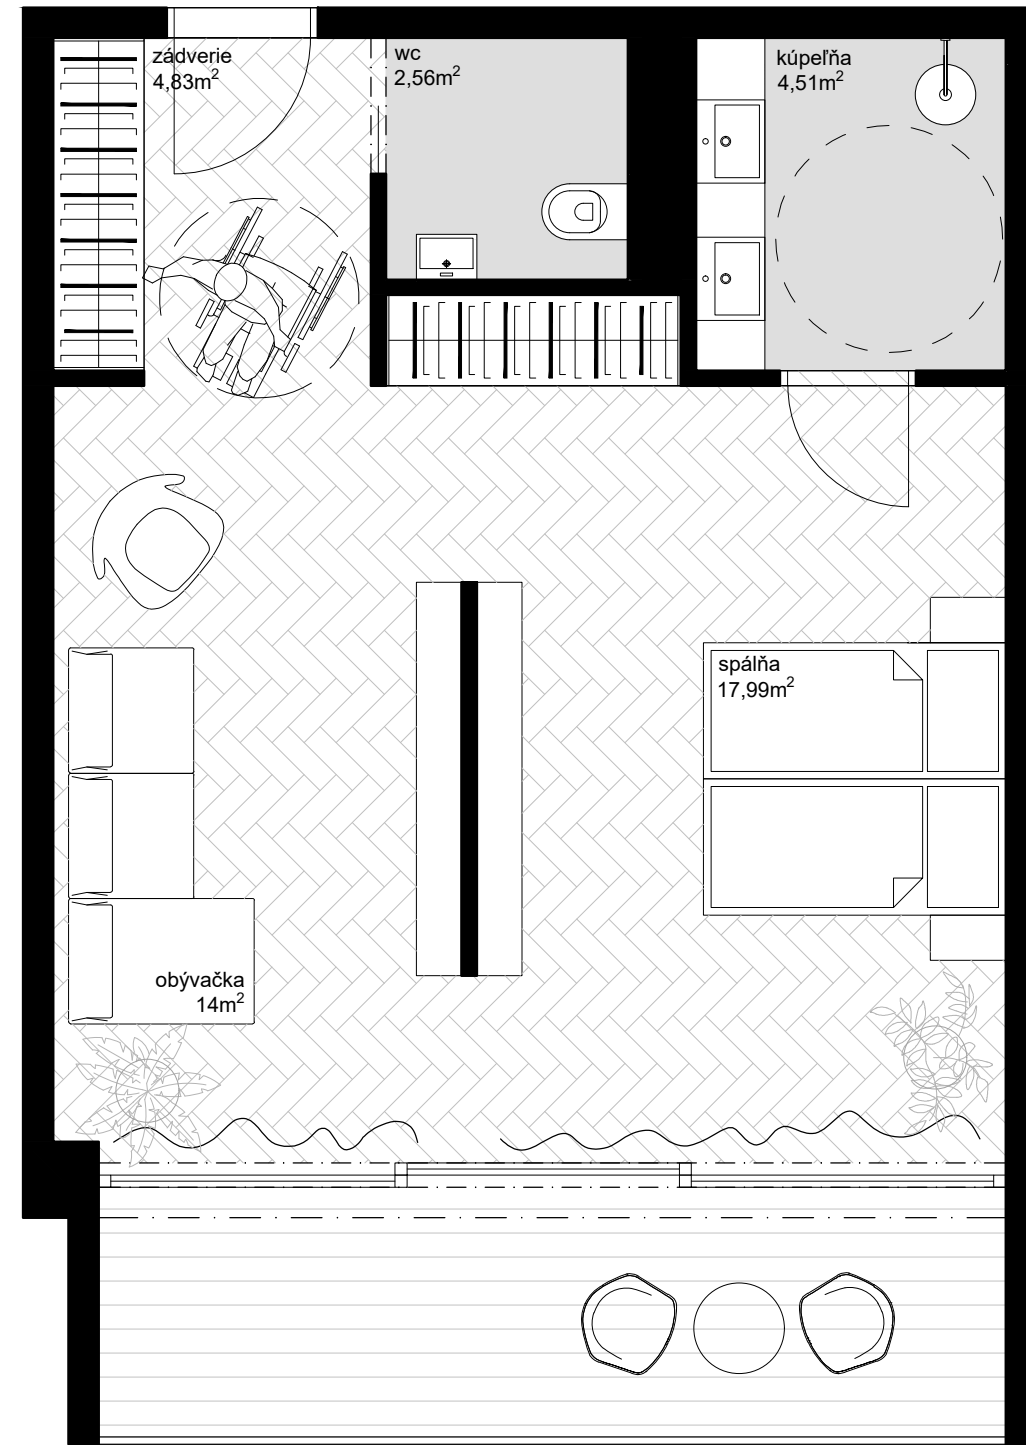 zádverie
4,83m²
wc
2,56m²
kúpeľňa
4,51m²
spálňa
17,99m²
obývačka
14m²